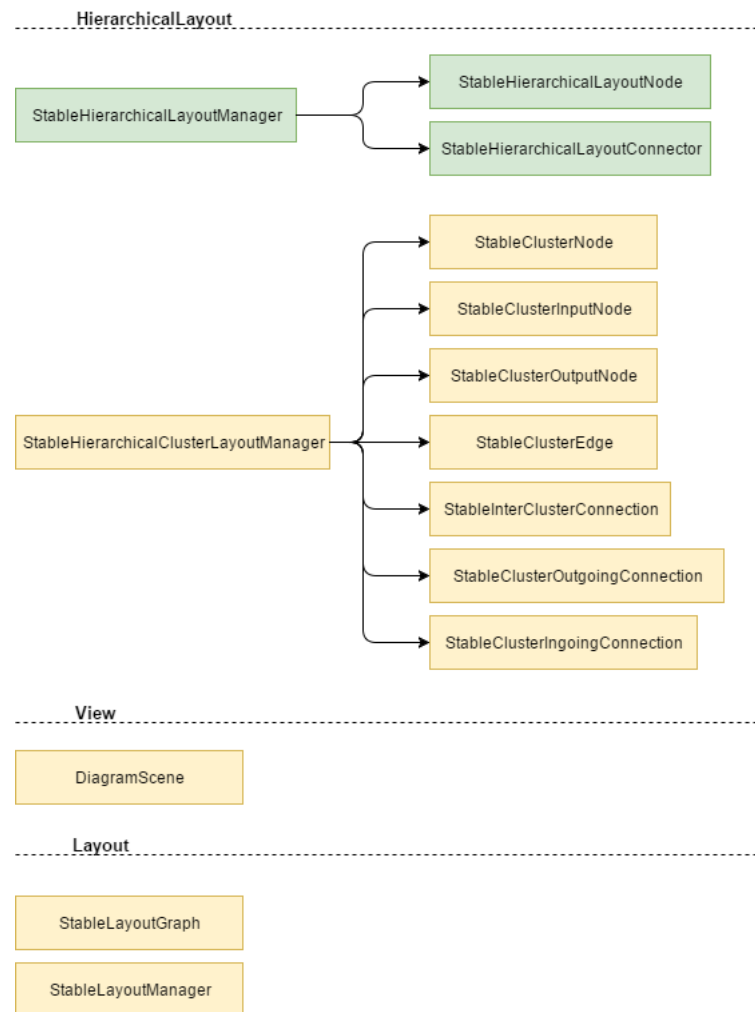 HierarchicalLayout
StableHierarchicalLayoutNode
StableHierarchicalLayoutManager
StableHierarchicalLayoutConnector
StableClusterNode
StableClusterInputNode
StableClusterOutputNode
StableHierarchicalClusterLayoutManager
StableClusterEdge
StableInterClusterConnection
StableClusterOutgoingConnection
StableClusterIngoingConnection
View
DiagramScene
Layout
StableLayoutGraph
StableLayoutManager